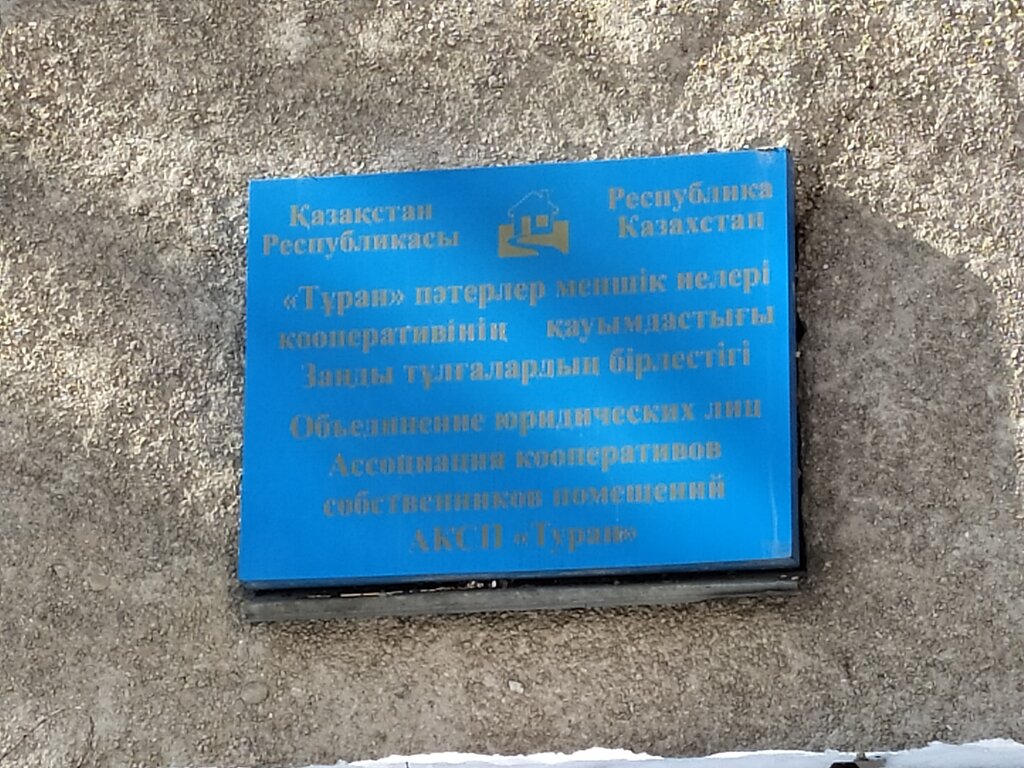 Қазақстан
Республикасы
Республика
Казахстан
«Тұран» пәтерлер меншік иелері
кооперативінің қауымдастығы
Заңды тұлғалардың бірлестігі
Объединение юридических лиц
Ассоциация кооперативов
собственников помещений
АКСП «Туран»